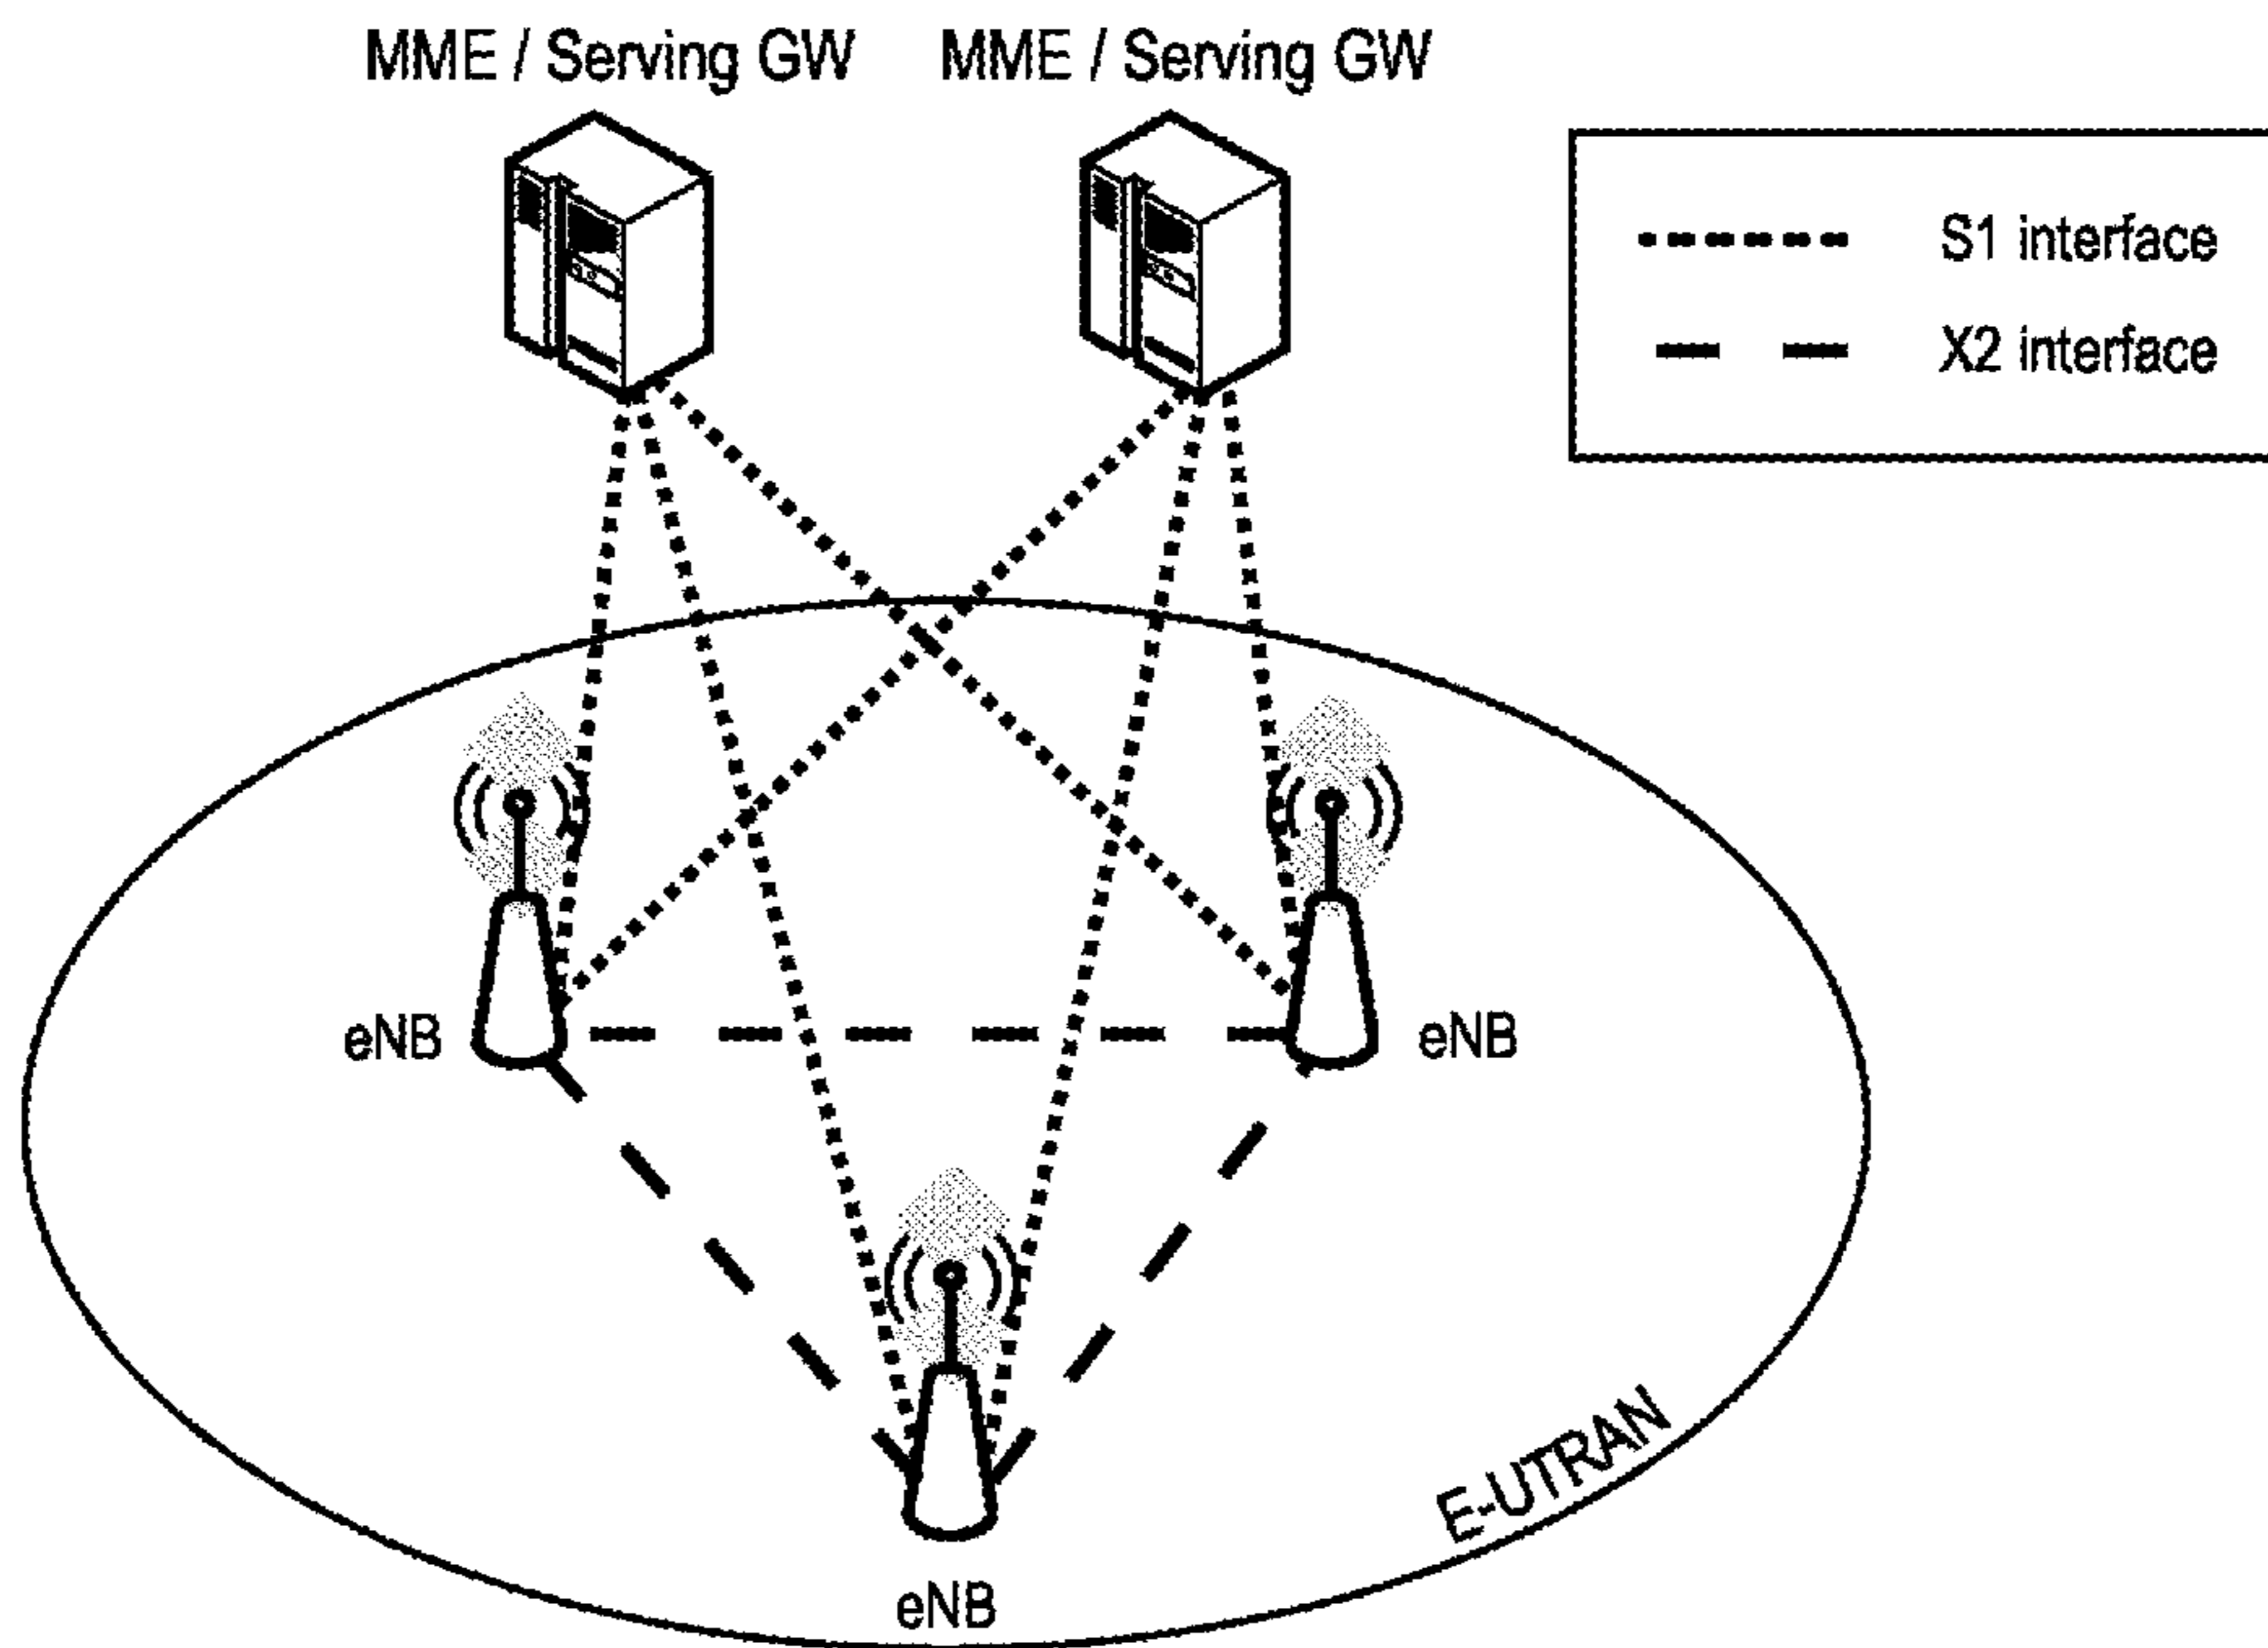 MME / Serving GW
MME / Serving GW
S1 interface
X2 interface
eNB
eNB
eNB
E-UTRAN